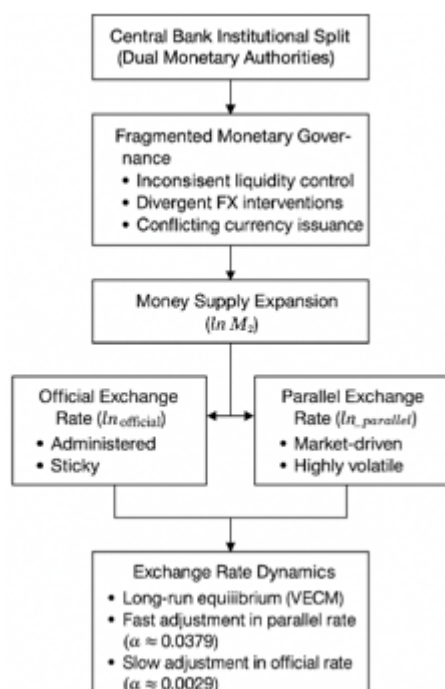 Central Bank Institutional Split
(Dual Monetary Authorities)
Fragmented Monetary Gover-
nance
• Inconsisent liquidity control
• Divergent FX interventions
• Conflicting currency issuance
Money Supply Expansion
(ln M₂)
Official Exchange
Rate (ln_official)
• Administered
• Sticky
Parallel Exchange
Rate (ln_parallel)
• Market-driven
• Highly volatile
Exchange Rate Dynamics
• Long-run equiiibrium (VECM)
• Fast adjustment in parallel rate
(α ≈ 0.0379)
• Slow adjustment in official rate
(α ≈ 0.0029)